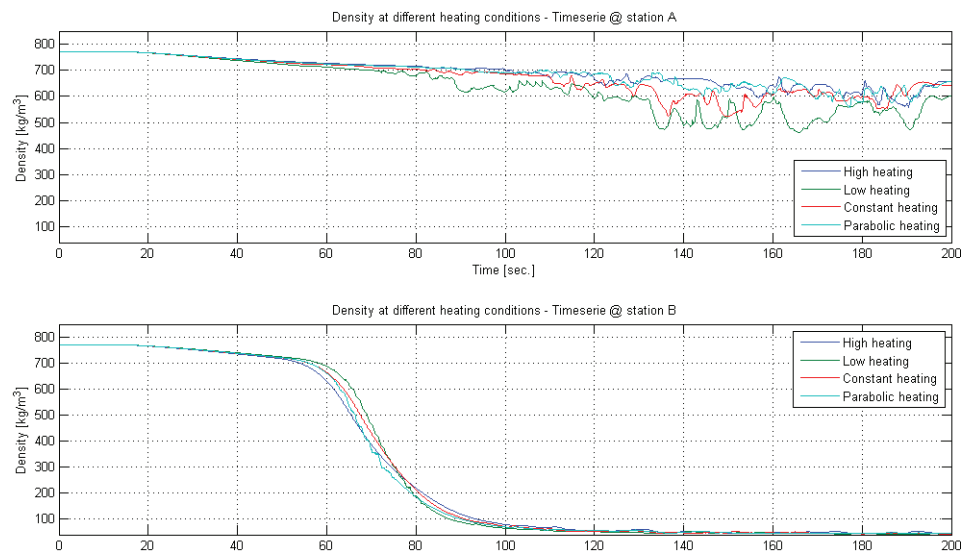 Density at different heating conditions - Timeserie @ station A
Density [kg/m³]
800
700
600
500
400
300
200
100
High heating
Low heating
Constant heating
Parabolic heating
0 20 40 60 80 100 120 140 160 180 200
Time [sec.]
Density at different heating conditions - Timeserie @ station B
Density [kg/m³]
800
700
600
500
400
300
200
100
High heating
Low heating
Constant heating
Parabolic heating
0 20 40 60 80 100 120 140 160 180 200